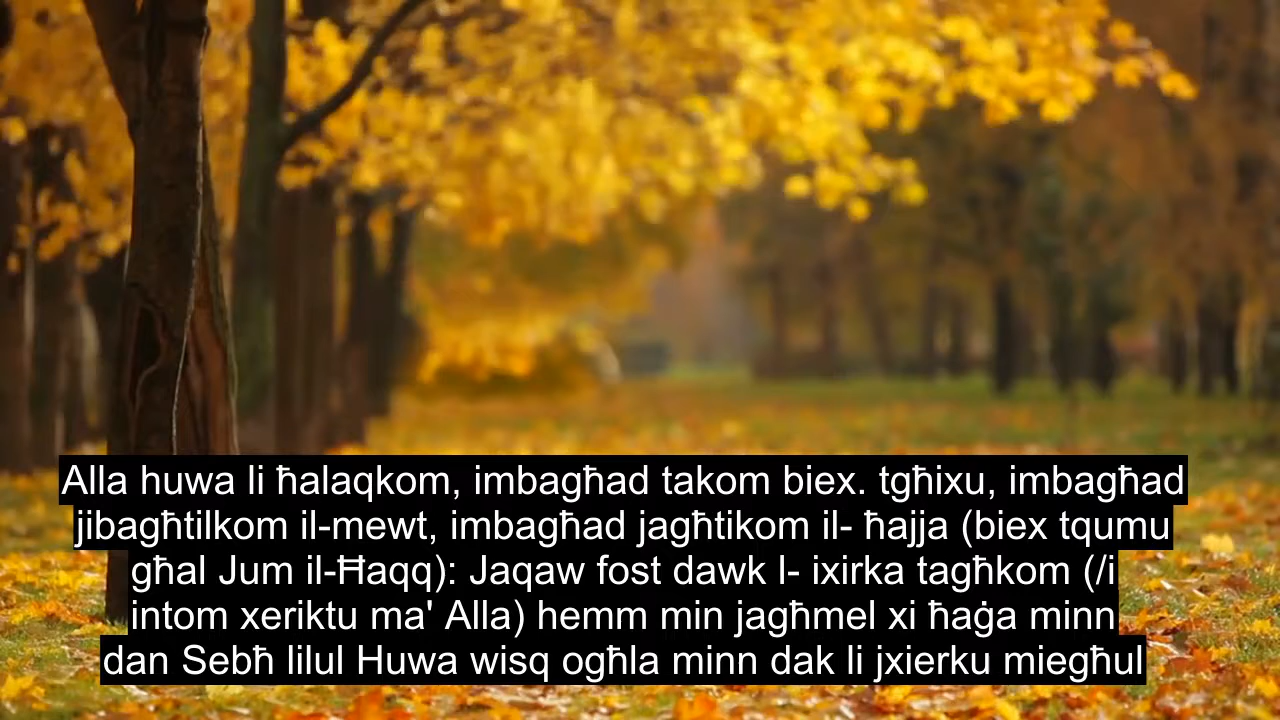 Alla huwa li ħalaqkom, imbagħad takom biex. tgħixu, imbagħad
jibagħtilkom il-mewt, imbagħad jagħtikom il- ħajja (biex tqumu
għal Jum il-Ħaqq): Jaqaw fost dawk l- ixirka tagħkom (/i
intom xeriktu ma' Alla) hemm min jagħmel xi ħaġa minn
dan Sebħ lilul Huwa wisq ogħla minn dak li jxierku miegħul